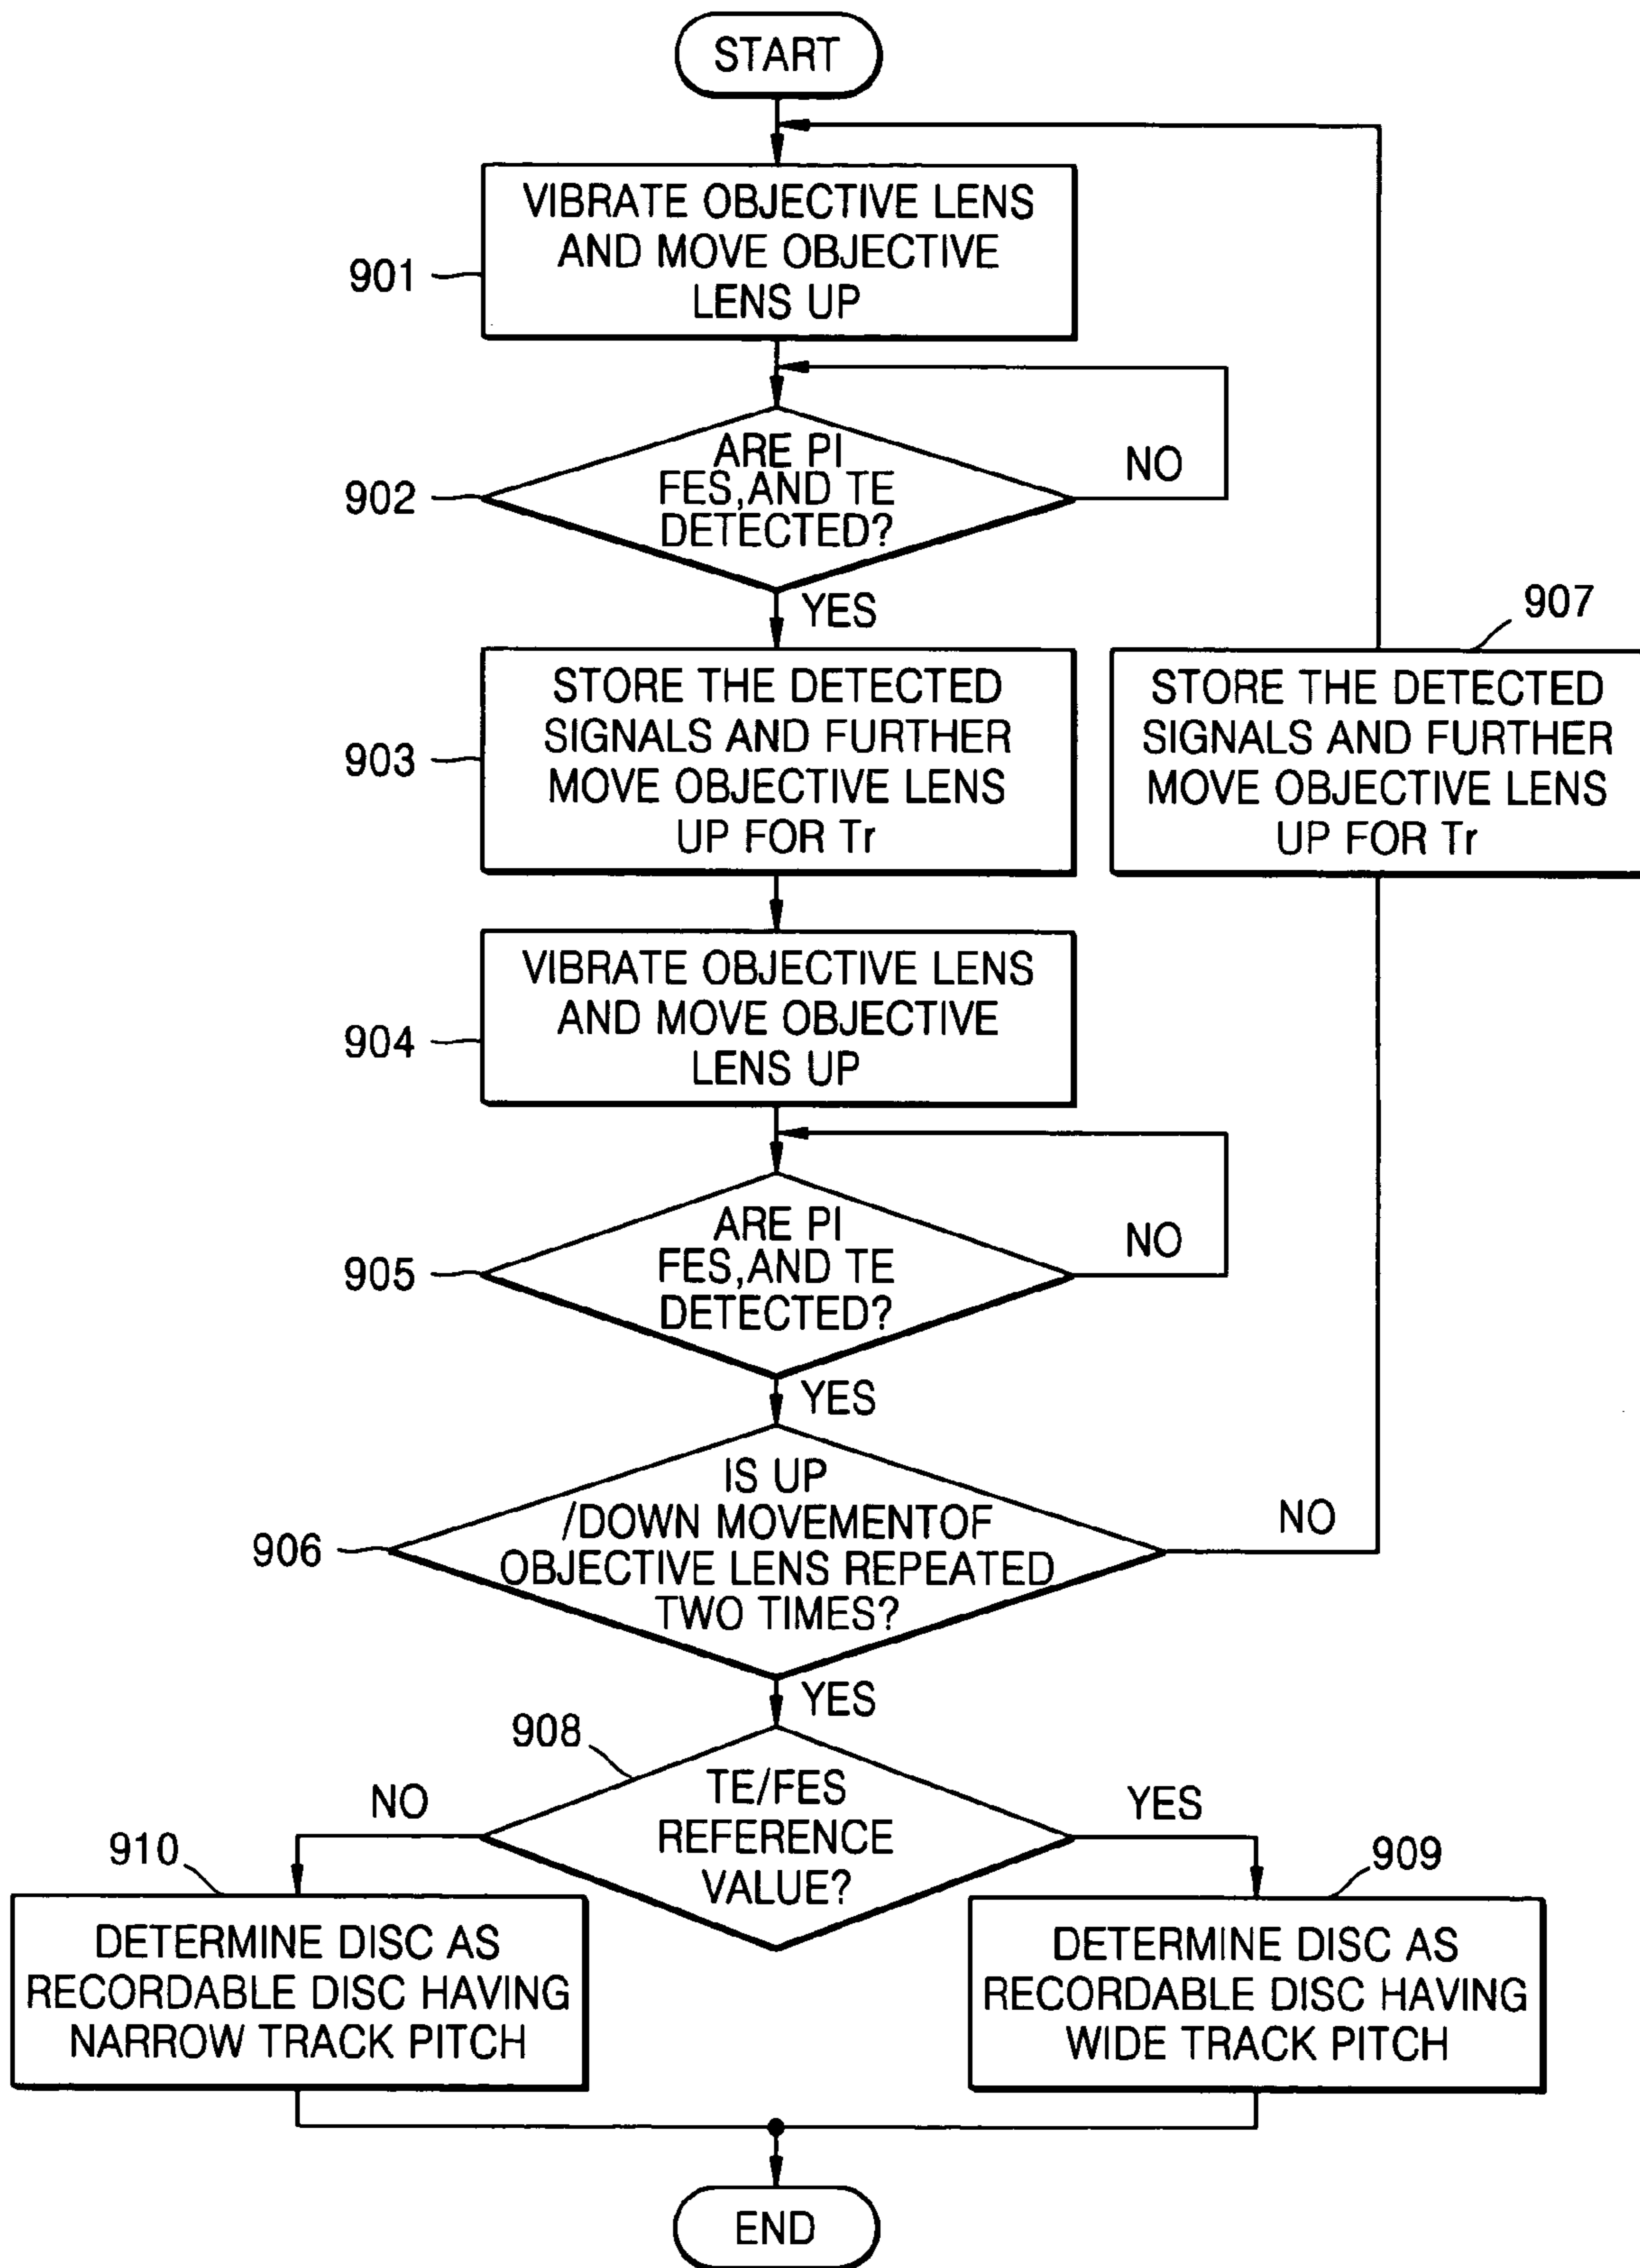 START
VIBRATE OBJECTIVE LENS
AND MOVE OBJECTIVE
LENS UP
901
ARE PI
FES,AND TE
DETECTED?
902
NO
YES
STORE THE DETECTED
SIGNALS AND FURTHER
MOVE OBJECTIVE LENS
UP FOR Tr
903
907
STORE THE DETECTED
SIGNALS AND FURTHER
MOVE OBJECTIVE LENS
UP FOR Tr
VIBRATE OBJECTIVE LENS
AND MOVE OBJECTIVE
LENS UP
904
ARE PI
FES,AND TE
DETECTED?
905
NO
YES
IS UP
/DOWN MOVEMENTOF
OBJECTIVE LENS REPEATED
TWO TIMES?
906
NO
YES
908
TE/FES
REFERENCE
VALUE?
NO
YES
910
909
DETERMINE DISC AS
RECORDABLE DISC HAVING
NARROW TRACK PITCH
DETERMINE DISC AS
RECORDABLE DISC HAVING
WIDE TRACK PITCH
END